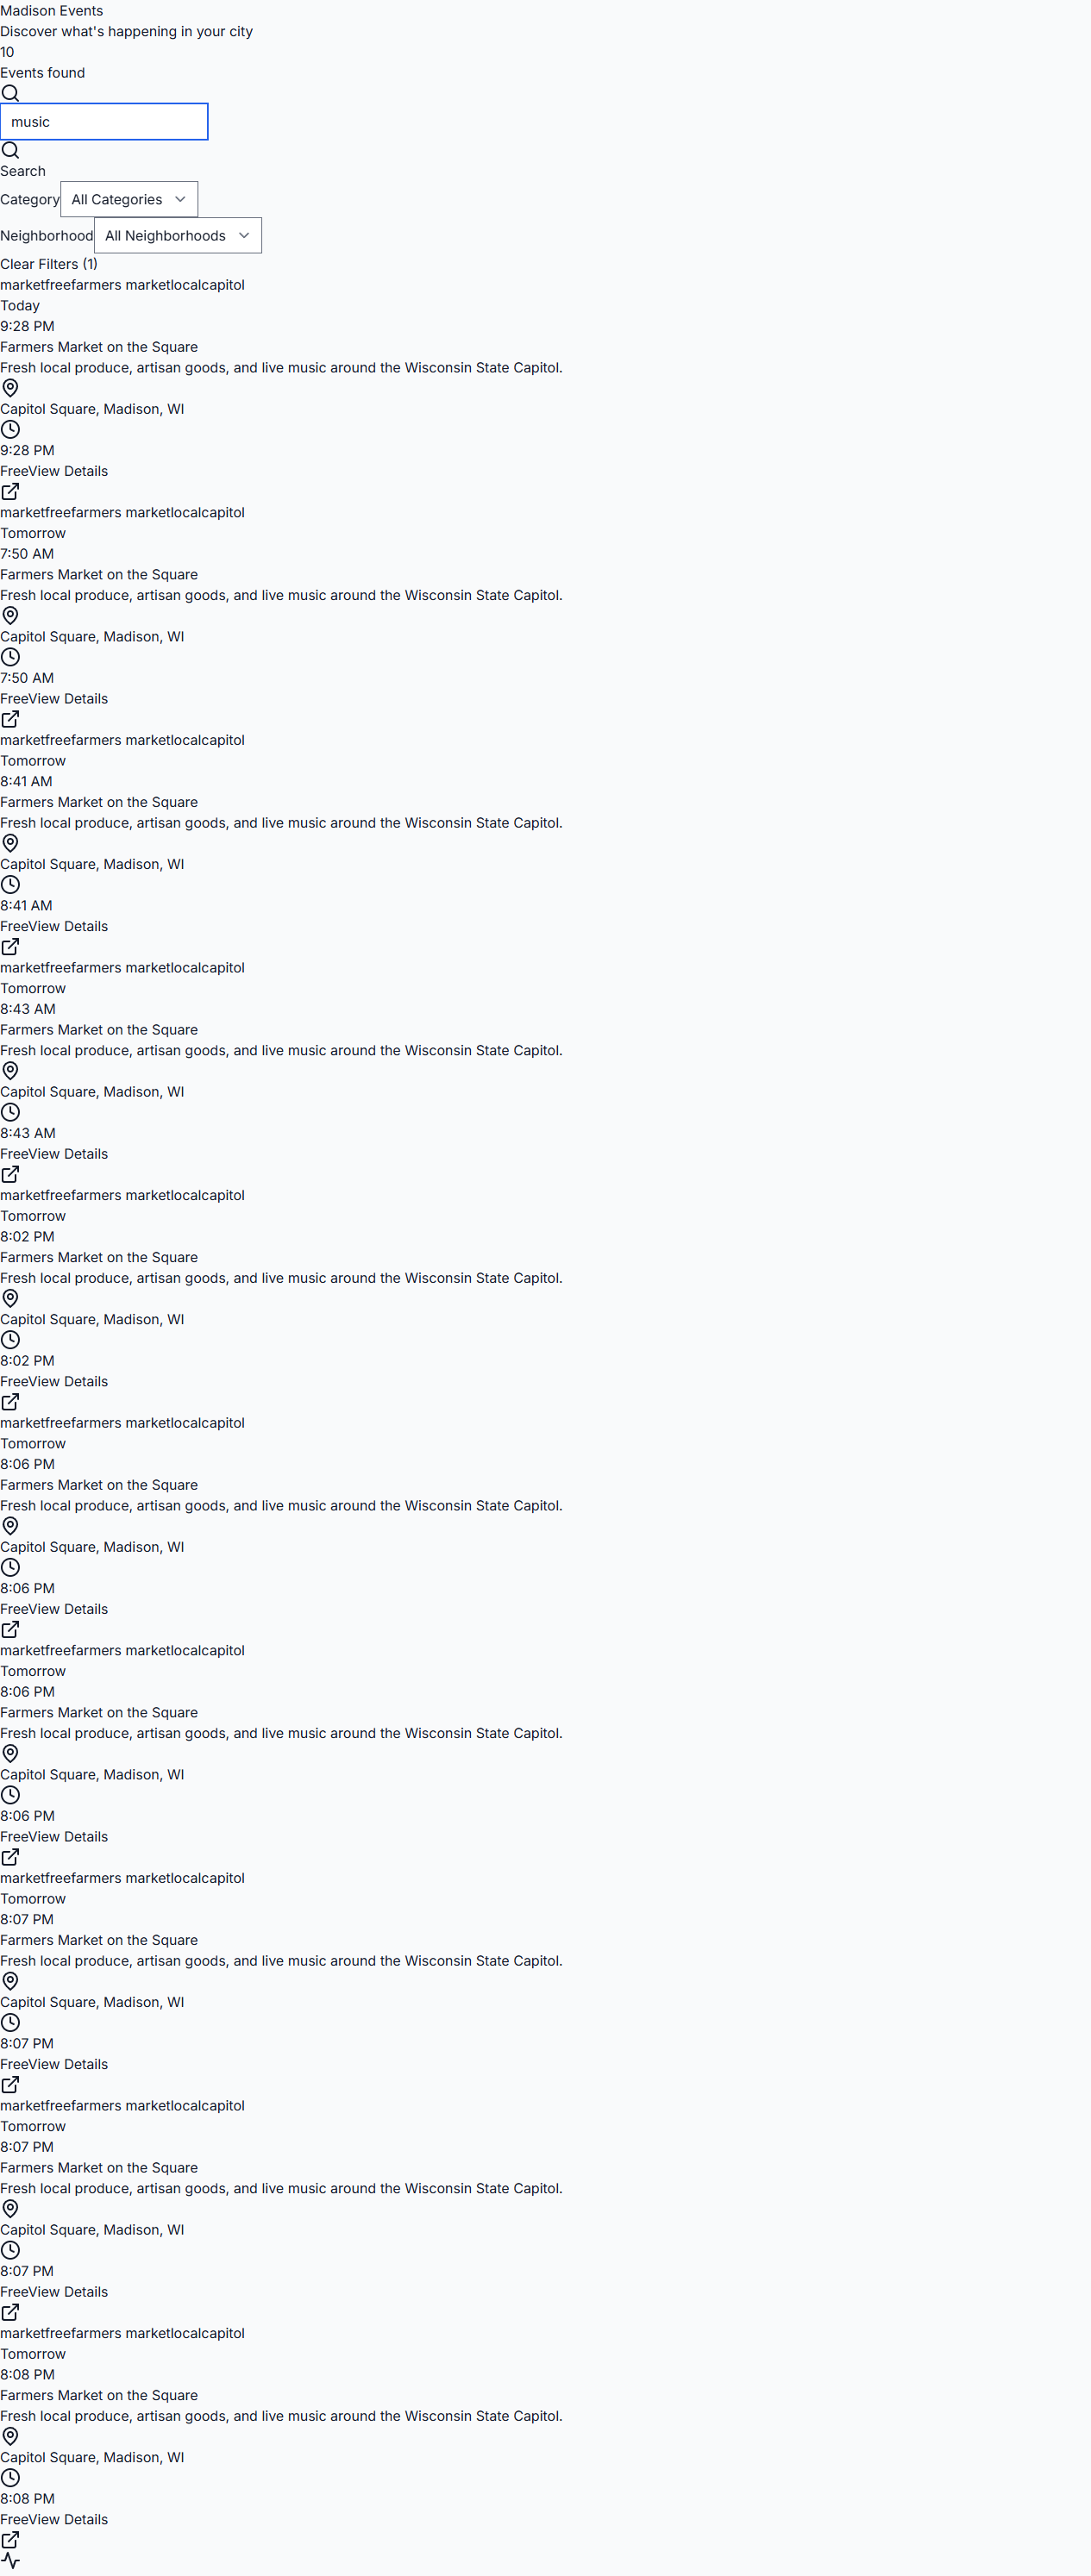 Madison Events
Discover what's happening in your city
10
Events found
music
Search
Category All Categories
Neighborhood All Neighborhoods
Clear Filters (1)
marketfreefarmers marketlocalcapitol
Today
9:28 PM
Farmers Market on the Square
Fresh local produce, artisan goods, and live music around the Wisconsin State Capitol.
Capitol Square, Madison, WI
9:28 PM
FreeView Details
marketfreefarmers marketlocalcapitol
Tomorrow
7:50 AM
Farmers Market on the Square
Fresh local produce, artisan goods, and live music around the Wisconsin State Capitol.
Capitol Square, Madison, WI
7:50 AM
FreeView Details
marketfreefarmers marketlocalcapitol
Tomorrow
8:41 AM
Farmers Market on the Square
Fresh local produce, artisan goods, and live music around the Wisconsin State Capitol.
Capitol Square, Madison, WI
8:41 AM
FreeView Details
marketfreefarmers marketlocalcapitol
Tomorrow
8:43 AM
Farmers Market on the Square
Fresh local produce, artisan goods, and live music around the Wisconsin State Capitol.
Capitol Square, Madison, WI
8:43 AM
FreeView Details
marketfreefarmers marketlocalcapitol
Tomorrow
8:02 PM
Farmers Market on the Square
Fresh local produce, artisan goods, and live music around the Wisconsin State Capitol.
Capitol Square, Madison, WI
8:02 PM
FreeView Details
marketfreefarmers marketlocalcapitol
Tomorrow
8:06 PM
Farmers Market on the Square
Fresh local produce, artisan goods, and live music around the Wisconsin State Capitol.
Capitol Square, Madison, WI
8:06 PM
FreeView Details
marketfreefarmers marketlocalcapitol
Tomorrow
8:06 PM
Farmers Market on the Square
Fresh local produce, artisan goods, and live music around the Wisconsin State Capitol.
Capitol Square, Madison, WI
8:06 PM
FreeView Details
marketfreefarmers marketlocalcapitol
Tomorrow
8:07 PM
Farmers Market on the Square
Fresh local produce, artisan goods, and live music around the Wisconsin State Capitol.
Capitol Square, Madison, WI
8:07 PM
FreeView Details
marketfreefarmers marketlocalcapitol
Tomorrow
8:07 PM
Farmers Market on the Square
Fresh local produce, artisan goods, and live music around the Wisconsin State Capitol.
Capitol Square, Madison, WI
8:07 PM
FreeView Details
marketfreefarmers marketlocalcapitol
Tomorrow
8:08 PM
Farmers Market on the Square
Fresh local produce, artisan goods, and live music around the Wisconsin State Capitol.
Capitol Square, Madison, WI
8:08 PM
FreeView Details